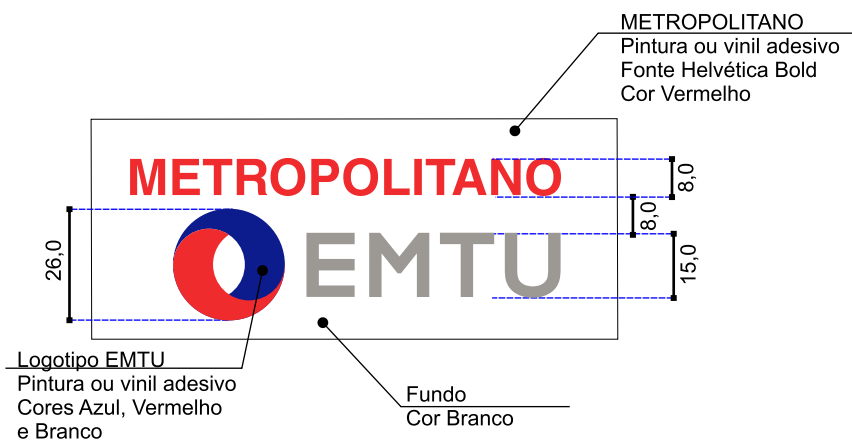 METROPOLITANO
Pintura ou vinil adesivo
Fonte Helvética Bold
Cor Vermelho
METROPOLITANO
8,0
8,0
26,0
EMTU
15,0
Logotipo EMTU
Pintura ou vinil adesivo
Cores Azul, Vermelho
e Branco
Fundo
Cor Branco